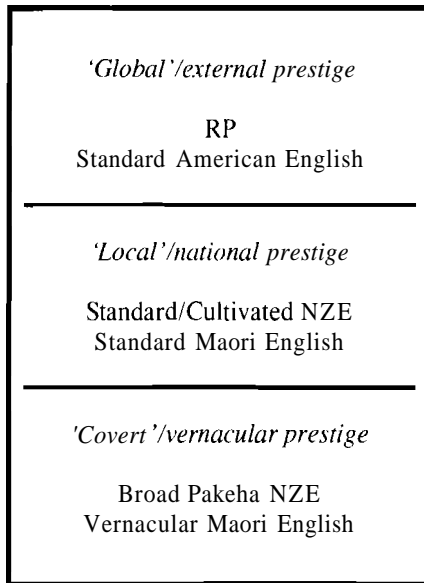 ‘Global’/external prestige
RP
Standard American English
‘Local’/national prestige
Standard/Cultivated NZE
Standard Maori English
'Covert’/vernacular prestige
Broad Pakeha NZE
Vernacular Maori English